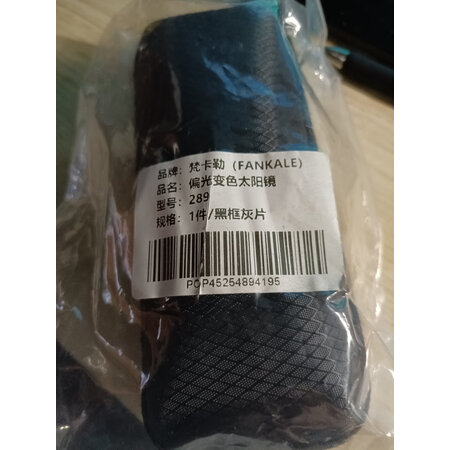 品牌：梵卡勒（FANKALE）
品名：偏光变色太阳镜
型号：289
规格：1件/黑框灰片
POP45254894195